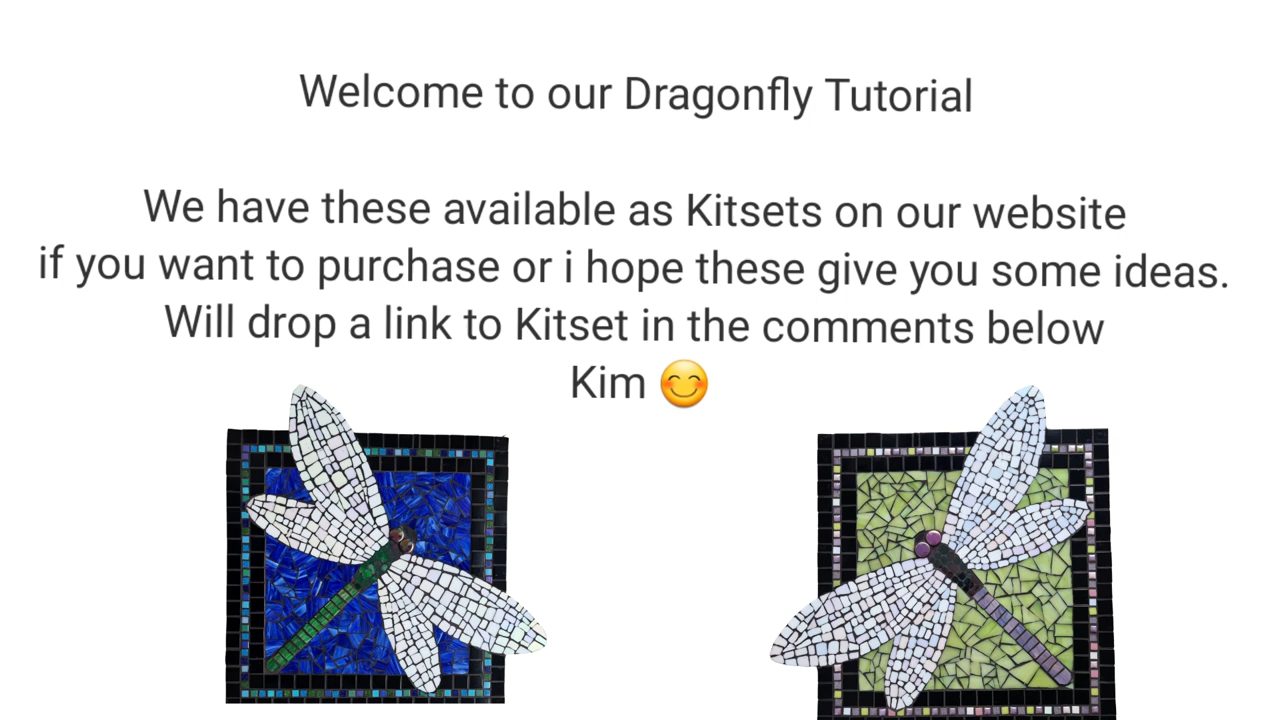 Welcome to our Dragonfly Tutorial
We have these available as Kitsets on our website
if you want to purchase or i hope these give you some ideas.
Will drop a link to Kitset in the comments below
Kim 😊